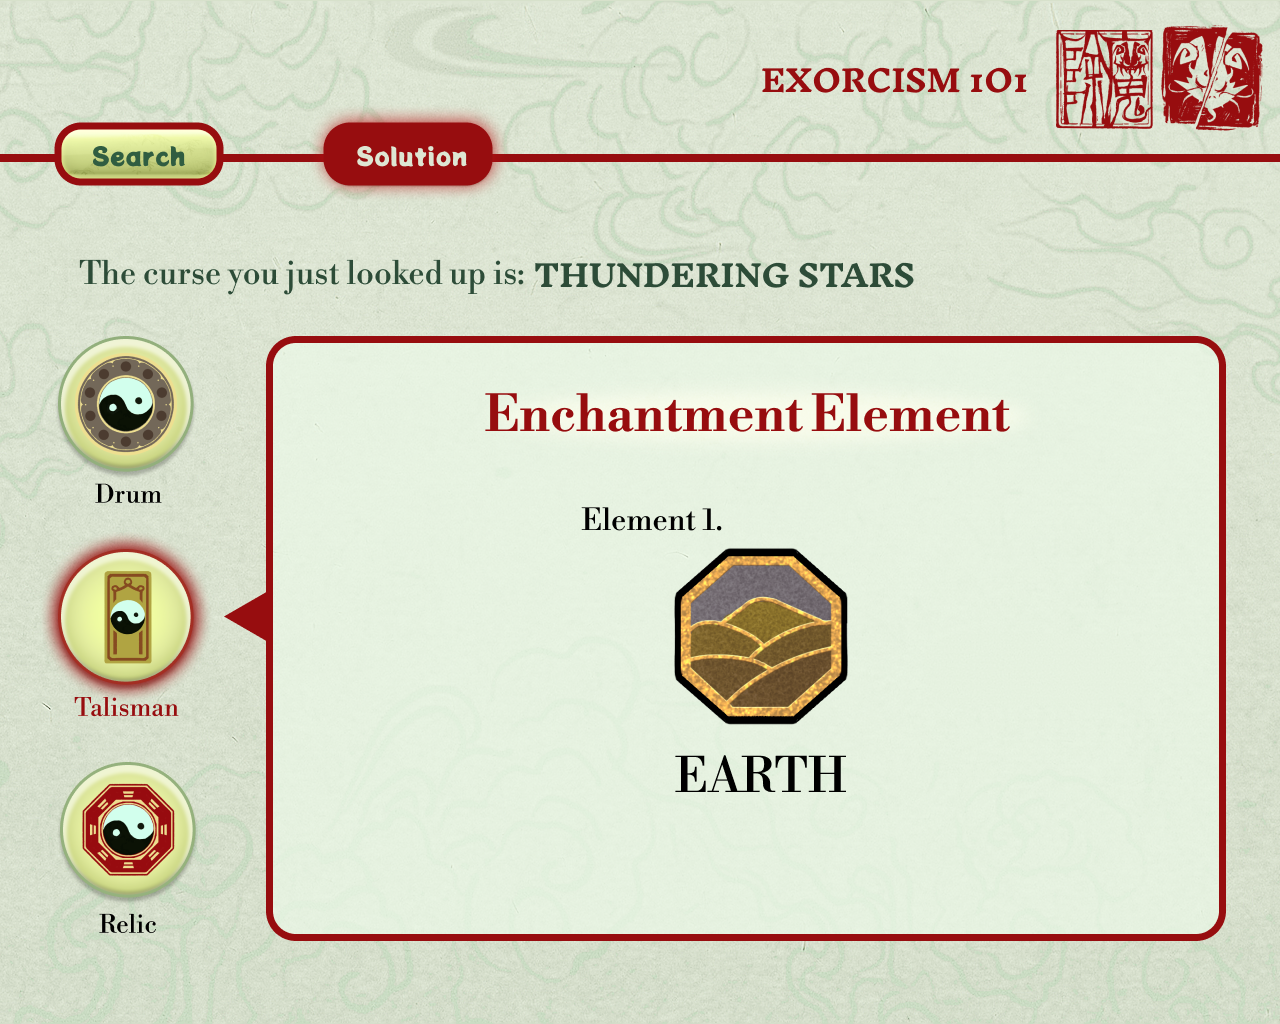 EXORCISM 101
Search
Solution
The curse you just looked up is: THUNDERING STARS
Drum
Talisman
Relic
Enchantment Element
Element 1.
EARTH